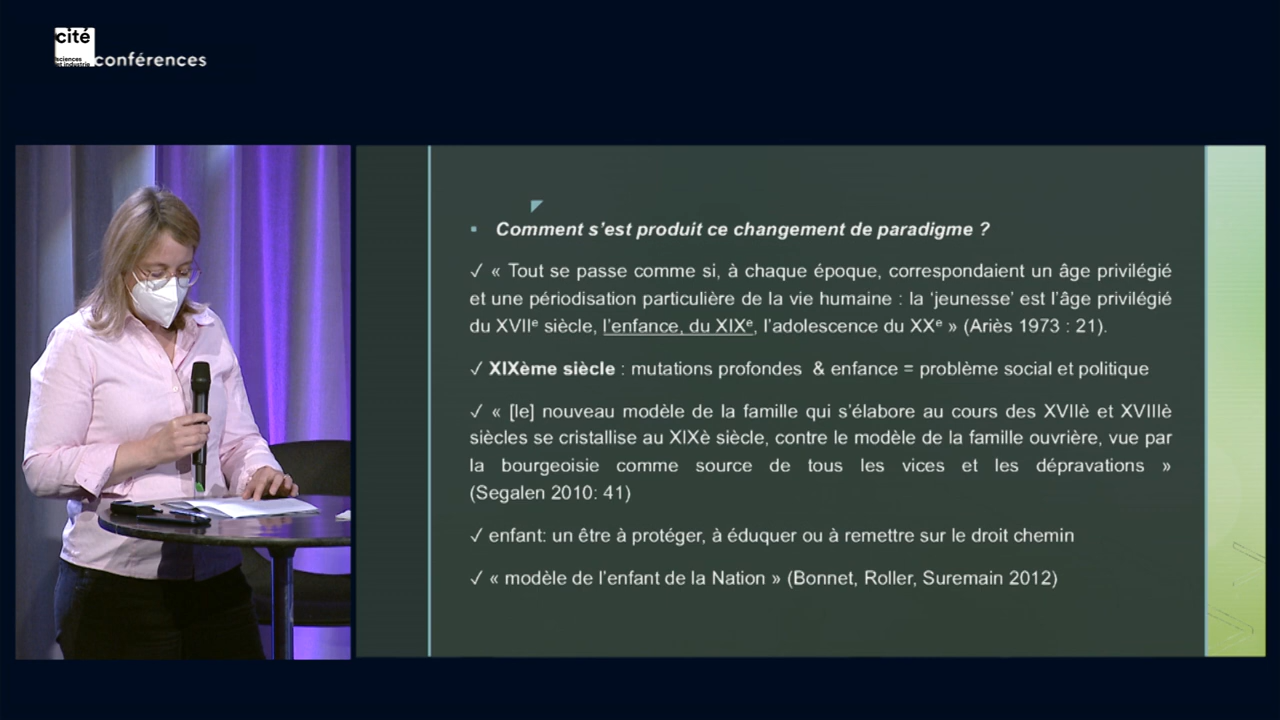 cité
sciences
et industrie
conférences
▪ Comment s'est produit ce changement de paradigme ?
✓ « Tout se passe comme si, à chaque époque, correspondaient un âge privilégié
et une périodisation particulière de la vie humaine : la 'jeunesse' est l'âge privilégié
du XVIIᵉ siècle, l'enfance, du XIXᵉ, l'adolescence du XXᵉ » (Ariès 1973 : 21).
✓ XIXème siècle : mutations profondes & enfance = problème social et politique
✓ « [le] nouveau modèle de la famille qui s'élabore au cours des XVIIè et XVIIIè
siècles se cristallise au XIXè siècle, contre le modèle de la famille ouvrière, vue par
la bourgeoisie comme source de tous les vices et les dépravations »
(Segalen 2010: 41)
✓ enfant: un être à protéger, à éduquer ou à remettre sur le droit chemin
✓ « modèle de l'enfant de la Nation » (Bonnet, Roller, Suremain 2012)